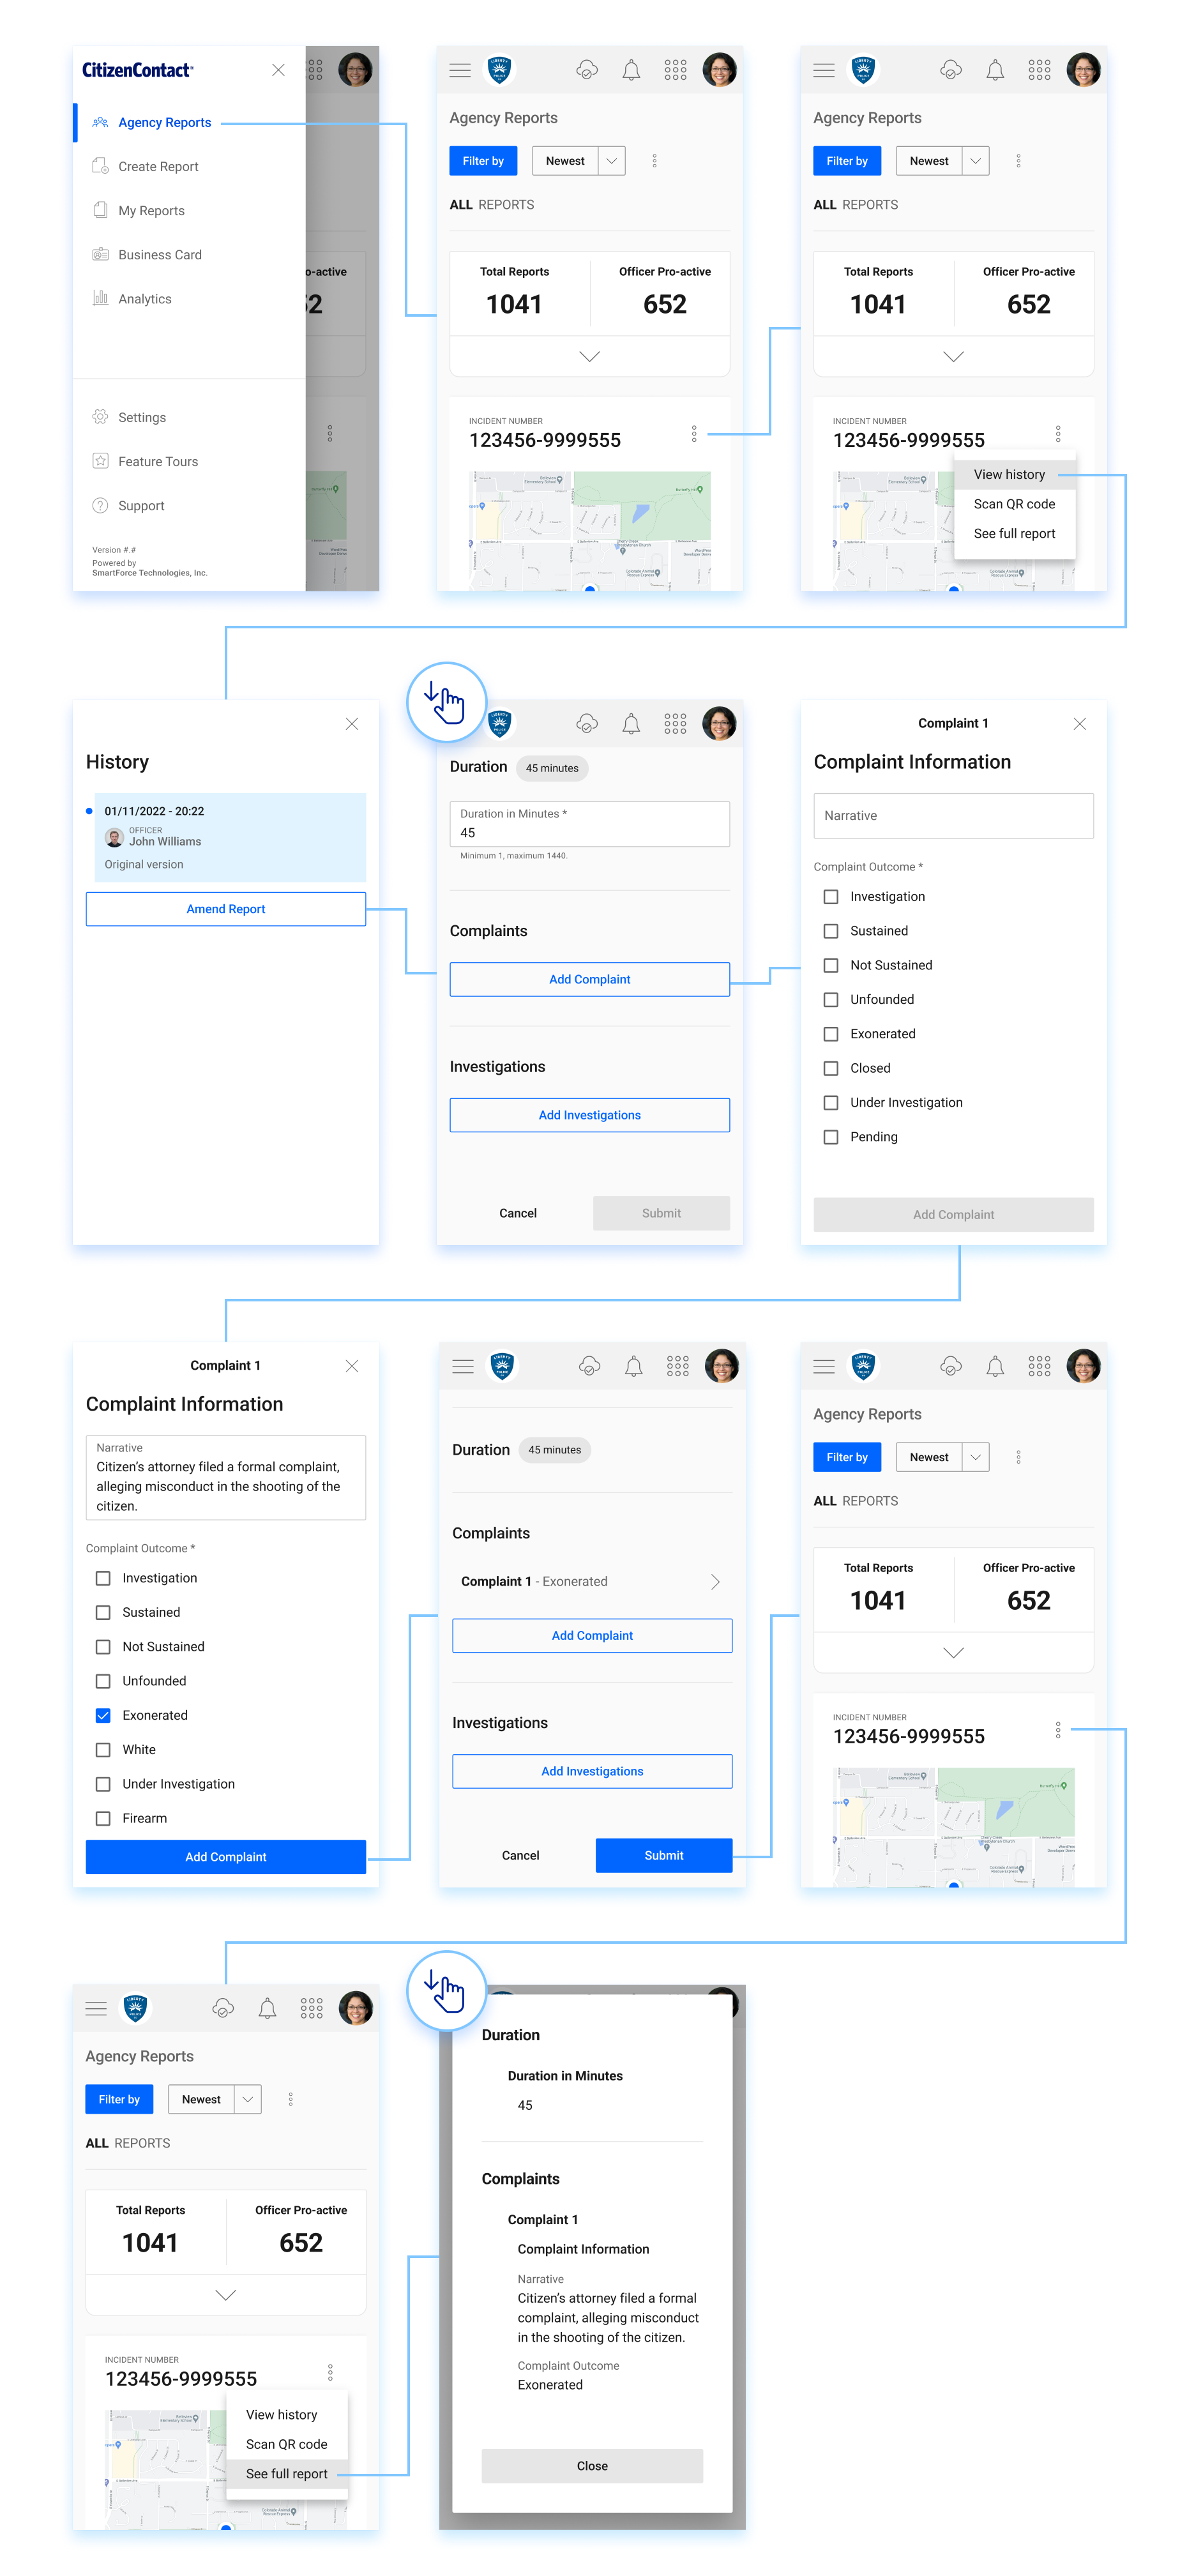 CitizenContact
Agency Reports
Create Report
My Reports
Business Card
Analytics
Settings
Feature Tours
Support
Version #.#
Powered by
SmartForce Technologies, Inc.
o-active
2
Agency Reports
Filter by
Newest
ALL REPORTS
Total Reports
Officer Pro-active
1041
652
INCIDENT NUMBER
123456-9999555
Agency Reports
Filter by
Newest
ALL REPORTS
Total Reports
Officer Pro-active
1041
652
INCIDENT NUMBER
123456-9999555
View history
Scan QR code
See full report
History
01/11/2022 - 20:22
OFFICER
John Williams
Original version
Amend Report
Duration
45 minutes
Duration in Minutes *
45
Minimum 1, maximum 1440.
Complaints
Add Complaint
Investigations
Add Investigations
Cancel
Submit
Complaint 1
Complaint Information
Narrative
Complaint Outcome *
Investigation
Sustained
Not Sustained
Unfounded
Exonerated
Closed
Under Investigation
Pending
Add Complaint
Complaint 1
Complaint Information
Narrative
Citizen's attorney filed a formal complaint,
alleging misconduct in the shooting of the
citizen.
Complaint Outcome *
Investigation
Sustained
Not Sustained
Unfounded
Exonerated
White
Under Investigation
Firearm
Add Complaint
Duration
45 minutes
Complaints
Complaint 1 - Exonerated
Add Complaint
Investigations
Add Investigations
Cancel
Submit
Agency Reports
Filter by
Newest
ALL REPORTS
Total Reports
Officer Pro-active
1041
652
INCIDENT NUMBER
123456-9999555
Agency Reports
Filter by
Newest
ALL REPORTS
Total Reports
Officer Pro-active
1041
652
INCIDENT NUMBER
123456-9999555
View history
Scan QR code
See full report
Duration
Duration in Minutes
45
Complaints
Complaint 1
Complaint Information
Narrative
Citizen's attorney filed a formal
complaint, alleging misconduct
in the shooting of the citizen.
Complaint Outcome
Exonerated
Close